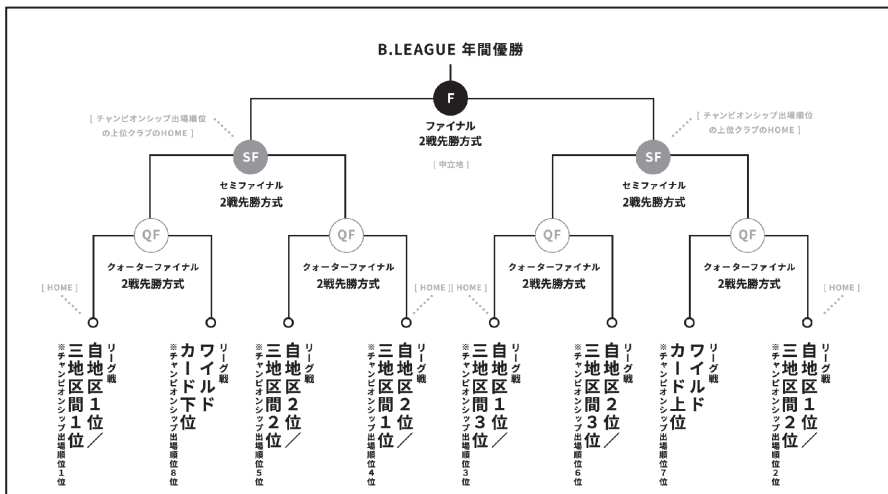 B.LEAGUE 年間優勝
F
ファイナル
2戦先勝方式
[ 中立地 ]
[ チャンピオンシップ出場順位
の上位クラブのHOME ]
[ チャンピオンシップ出場順位
の上位クラブのHOME ]
SF
セミファイナル
2戦先勝方式
SF
セミファイナル
2戦先勝方式
QF
クォーターファイナル
2戦先勝方式
QF
クォーターファイナル
2戦先勝方式
QF
クォーターファイナル
2戦先勝方式
QF
クォーターファイナル
2戦先勝方式
[ HOME ]
[ HOME ]
[ HOME ]
[ HOME ]
リーグ戦
自地区1位／
三地区間1位
※チャンピオンシップ出場順位1位
リーグ戦
ワイルド
カード下位
※チャンピオンシップ出場順位8位
リーグ戦
自地区2位／
三地区間2位
※チャンピオンシップ出場順位5位
リーグ戦
自地区2位／
三地区間1位
※チャンピオンシップ出場順位4位
リーグ戦
自地区1位／
三地区間3位
※チャンピオンシップ出場順位3位
リーグ戦
自地区2位／
三地区間3位
※チャンピオンシップ出場順位6位
リーグ戦
ワイルド
カード上位
※チャンピオンシップ出場順位7位
リーグ戦
自地区1位／
三地区間2位
※チャンピオンシップ出場順位2位